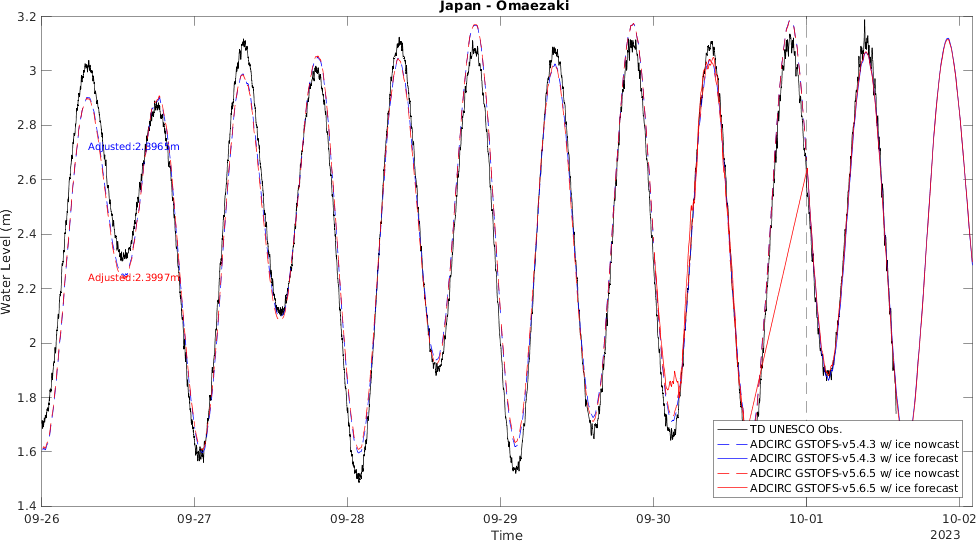 Japan - Omaezaki
3.2
3
2.8
2.6
2.4
2.2
2
1.8
1.6
1.4
Water Level (m)
Adjusted:2.3965m
Adjusted:2.3997m
TD UNESCO Obs.
ADCIRC GSTOFS-v5.4.3 w/ ice nowcast
ADCIRC GSTOFS-v5.4.3 w/ ice forecast
ADCIRC GSTOFS-v5.6.5 w/ ice nowcast
ADCIRC GSTOFS-v5.6.5 w/ ice forecast
09-26 09-27 09-28 09-29 09-30 10-01 10-02
Time
2023